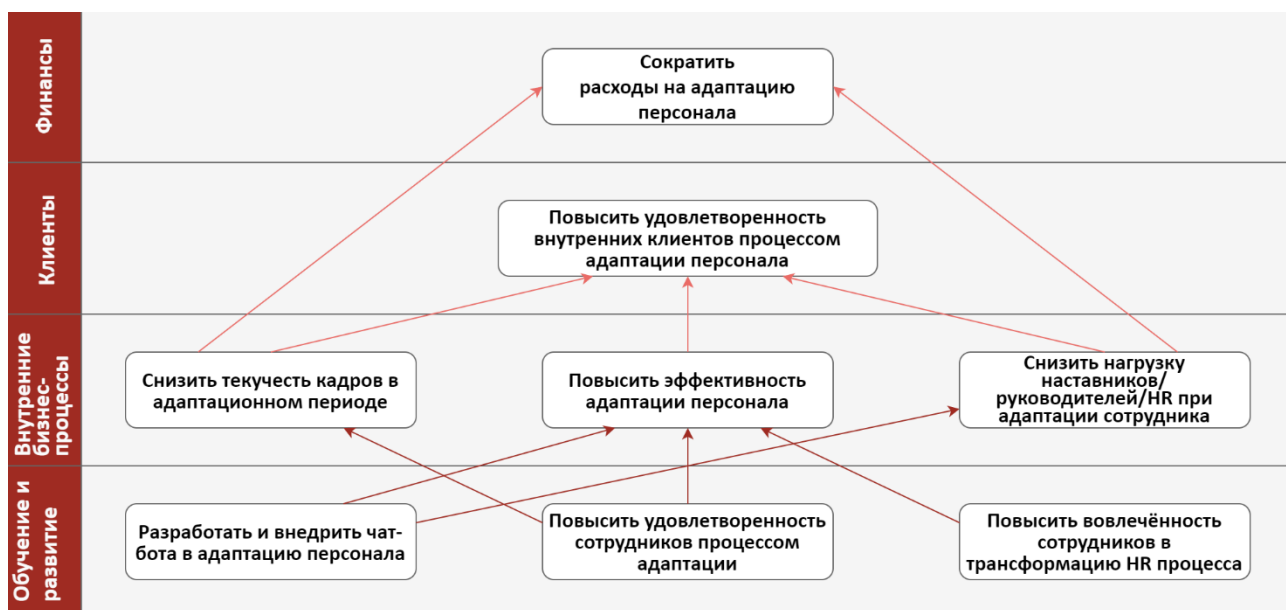 Финансы
Сократить
расходы на адаптацию
персонала
Клиенты
Повысить удовлетворенность
внутренних клиентов процессом
адаптации персонала
Внутренние
бизнес-
процессы
Снизить текучесть кадров в
адаптационном периоде
Повысить эффективность
адаптации персонала
Снизить нагрузку
наставников/
руководителей/HR при
адаптации сотрудника
Обучение и
развитие
Разработать и внедрить чат-
бота в адаптацию персонала
Повысить удовлетворенность
сотрудников процессом
адаптации
Повысить вовлечённость
сотрудников в
трансформацию HR процесса